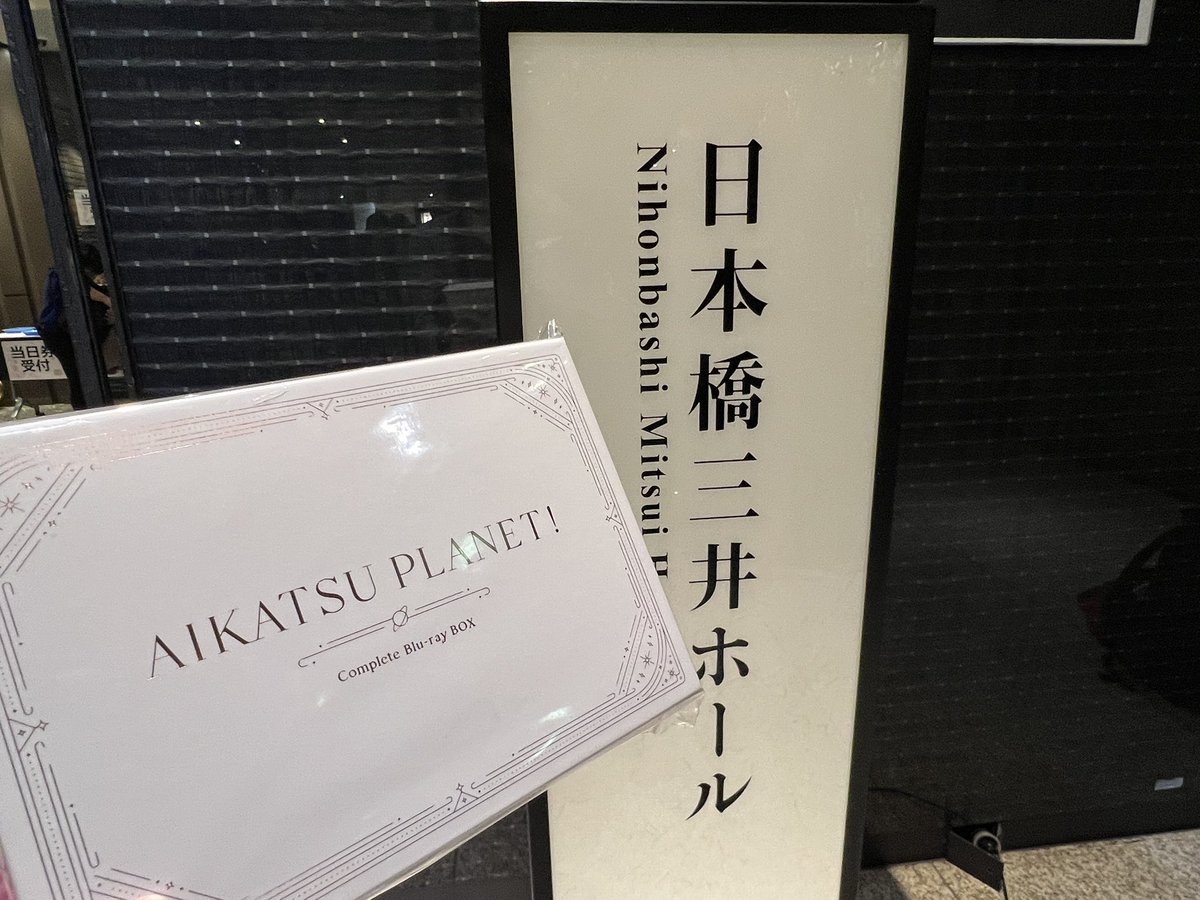 日本橋三井ホール
Nihonbashi Mitsui H
当日券
受付
AIKATSU PLANET!
Complete Blu-ray BOX